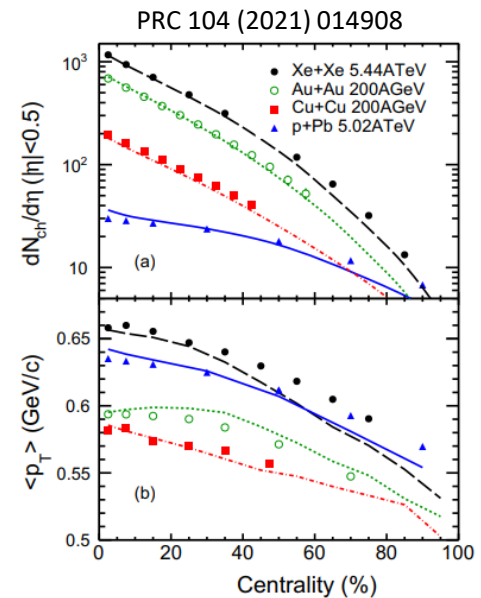 PRC 104 (2021) 014908
10³
10²
10
dN_ch/dη (|η|<0.5)
Xe+Xe 5.44ATeV
Au+Au 200AGeV
Cu+Cu 200AGeV
p+Pb 5.02ATeV
(a)
0.65
0.6
0.55
0.5
<p_T> (GeV/c)
(b)
0 20 40 60 80 100
Centrality (%)